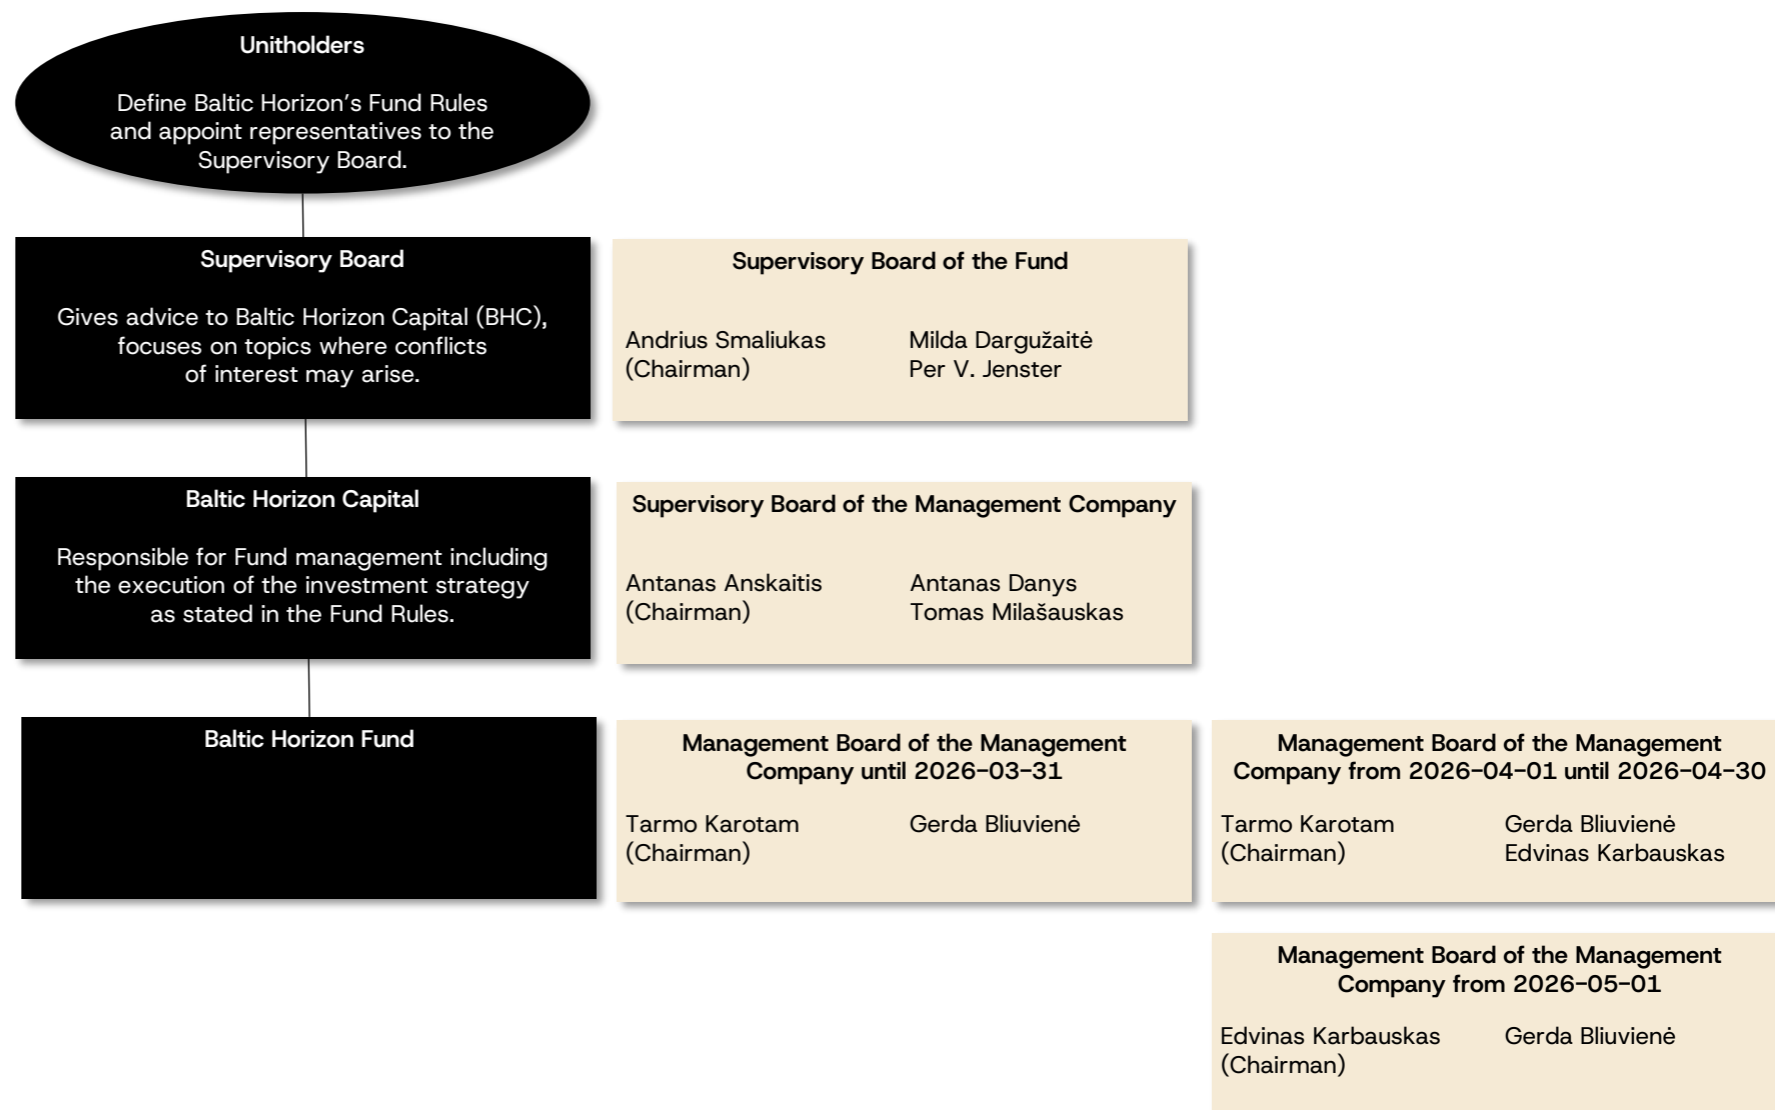 Unitholders
Define Baltic Horizon’s Fund Rules
and appoint representatives to the
Supervisory Board.
Supervisory Board
Gives advice to Baltic Horizon Capital (BHC),
focuses on topics where conflicts
of interest may arise.
Supervisory Board of the Fund
Andrius Smaliukas
(Chairman)
Milda Dargužaitė
Per V. Jenster
Baltic Horizon Capital
Responsible for Fund management including
the execution of the investment strategy
as stated in the Fund Rules.
Supervisory Board of the Management Company
Antanas Anskaitis
(Chairman)
Antanas Danys
Tomas Milašauskas
Baltic Horizon Fund
Management Board of the Management
Company until 2026-03-31
Tarmo Karotam
(Chairman)
Gerda Bliuvienė
Management Board of the Management
Company from 2026-04-01 until 2026-04-30
Tarmo Karotam
(Chairman)
Gerda Bliuvienė
Edvinas Karbauskas
Management Board of the Management
Company from 2026-05-01
Edvinas Karbauskas
(Chairman)
Gerda Bliuvienė